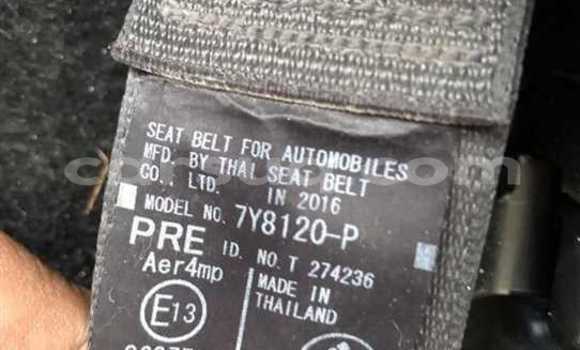 SEAT BELT FOR AUTOMOBILES
MFD. BY THAI SEAT BELT
CO., LTD. IN 2016
MODEL NO. 7Y8120-P
PRE ID. NO. T 274236
Aer4mp
MADE IN
THAILAND
E13